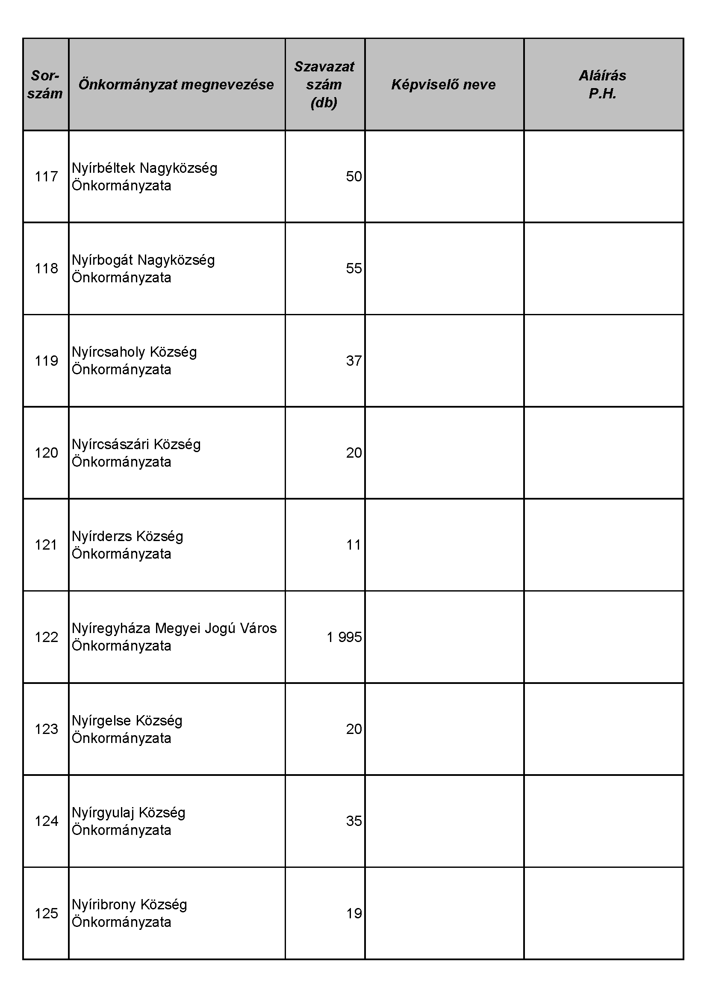 Sor-
szám
Önkormányzat megnevezése
Szavazat
szám
(db)
Képviselő neve
Aláírás
P.H.
117
Nyírbéltek Nagyközség
Önkormányzata
50
118
Nyírbogát Nagyközség
Önkormányzata
55
119
Nyírcsaholy Község
Önkormányzata
37
120
Nyírcsászári Község
Önkormányzata
20
121
Nyírderzs Község
Önkormányzata
11
122
Nyíregyháza Megyei Jogú Város
Önkormányzata
1 995
123
Nyírgelse Község
Önkormányzata
20
124
Nyírgyulaj Község
Önkormányzata
35
125
Nyíribrony Község
Önkormányzata
19